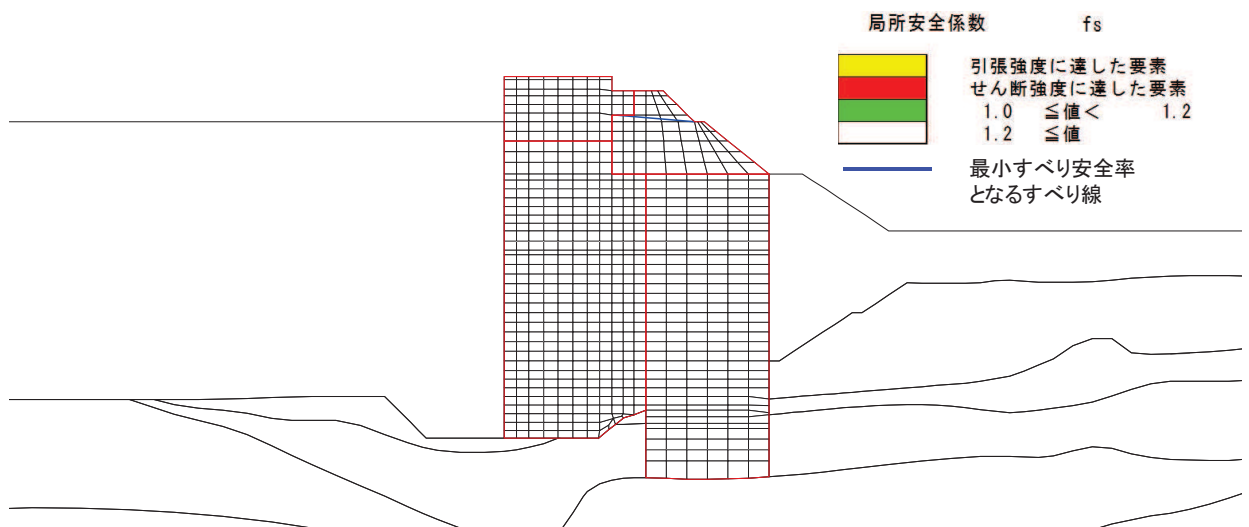 局所安全係数 fs
引張強度に達した要素
せん断強度に達した要素
1.0 ≦値< 1.2
1.2 ≦値
最小すべり安全率
となるすべり線